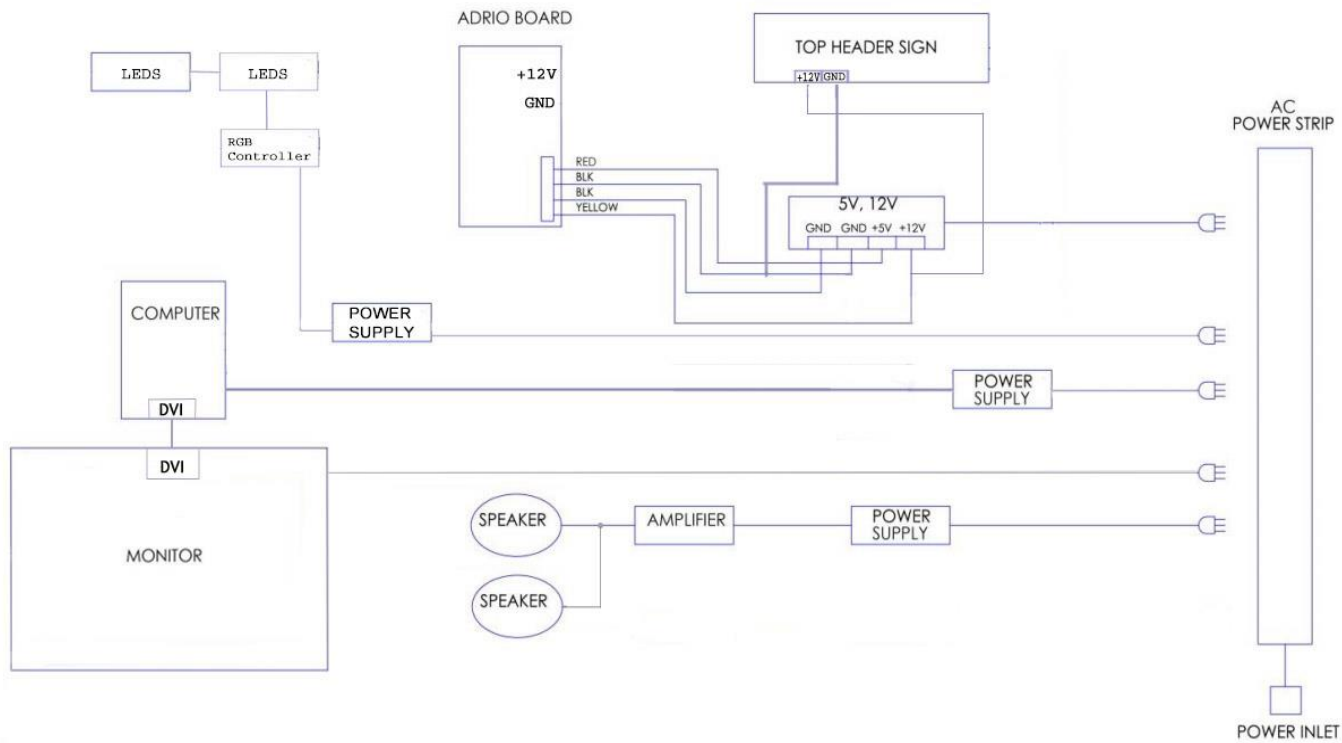 ADRIO BOARD
+12V
GND
RED
BLK
BLK
YELLOW
TOP HEADER SIGN
+12V GND
5V, 12V
GND GND +5V +12V
AC
POWER STRIP
LEDS
LEDS
RGB
Controller
COMPUTER
DVI
POWER
SUPPLY
POWER
SUPPLY
DVI
MONITOR
SPEAKER
AMPLIFIER
POWER
SUPPLY
SPEAKER
POWER INLET